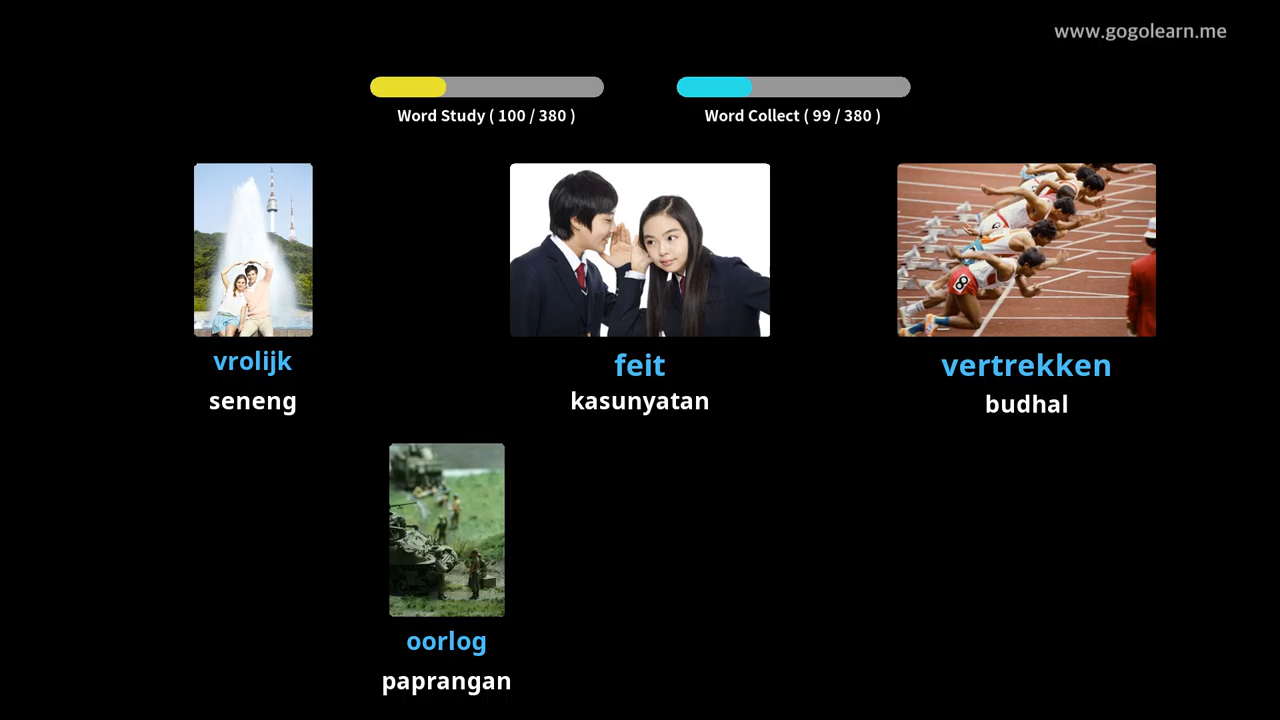 www.gogolearn.me
Word Study ( 100 / 380 )
Word Collect ( 99 / 380 )
8
vrolijk
seneng
feit
kasunyatan
vertrekken
budhal
oorlog
paprangan